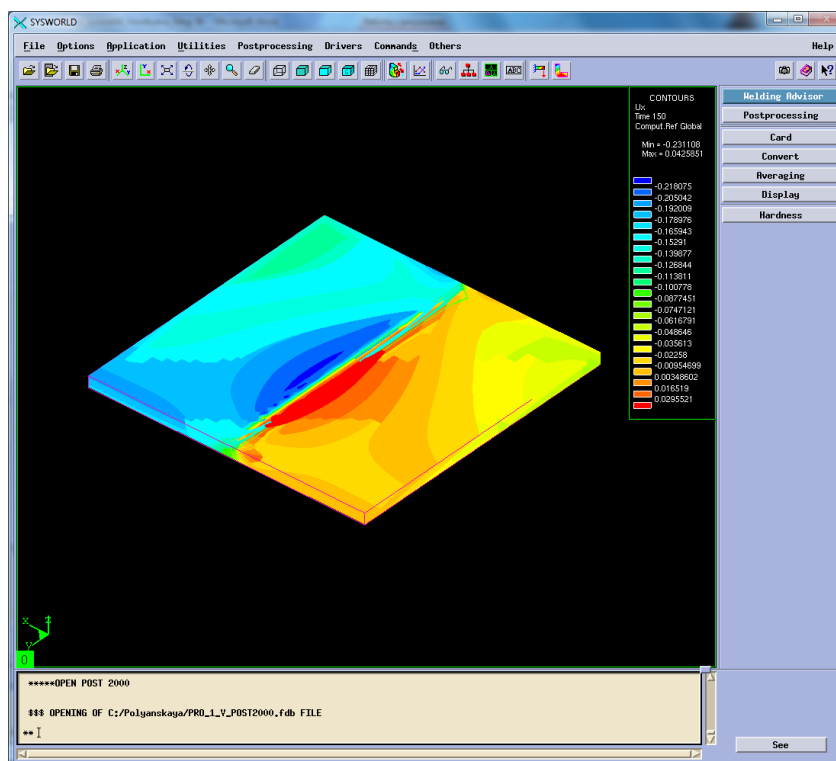 SYSWORLD
File Options Application Utilities Postprocessing Drivers Commands Others Help
ABC
CONTOURS
Ux
Time 150
Comput.Ref Global
Min = -0.231108
Max = 0.0425851
-0.218075
-0.205042
-0.192009
-0.178976
-0.165943
-0.15291
-0.139877
-0.126844
-0.113811
-0.100778
-0.0877451
-0.0747121
-0.0616791
-0.048646
-0.035613
-0.02258
-0.00954699
0.00348602
0.016519
0.0295521
Welding Advisor
Postprocessing
Card
Convert
Averaging
Display
Hardness
X Z
Y
0
*****OPEN POST 2000
$$$ OPENING OF C:/Polyanskaya/PRO_1_V_POST2000.fdb FILE
**
See